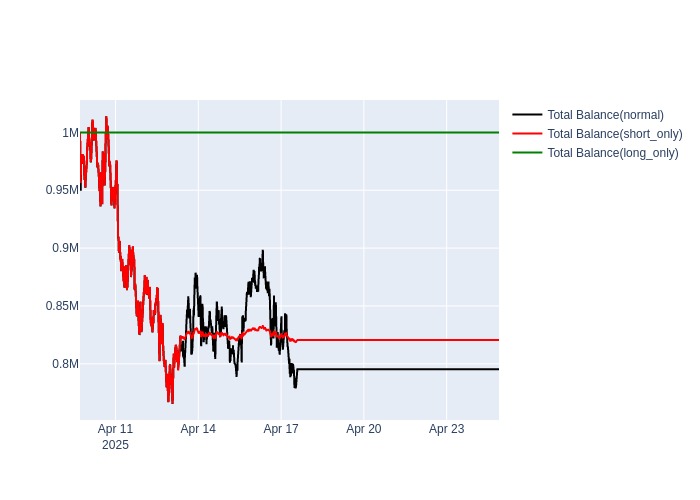 Total Balance(normal)
Total Balance(short_only)
Total Balance(long_only)
1M
0.95M
0.9M
0.85M
0.8M
Apr 11
2025
Apr 14
Apr 17
Apr 20
Apr 23